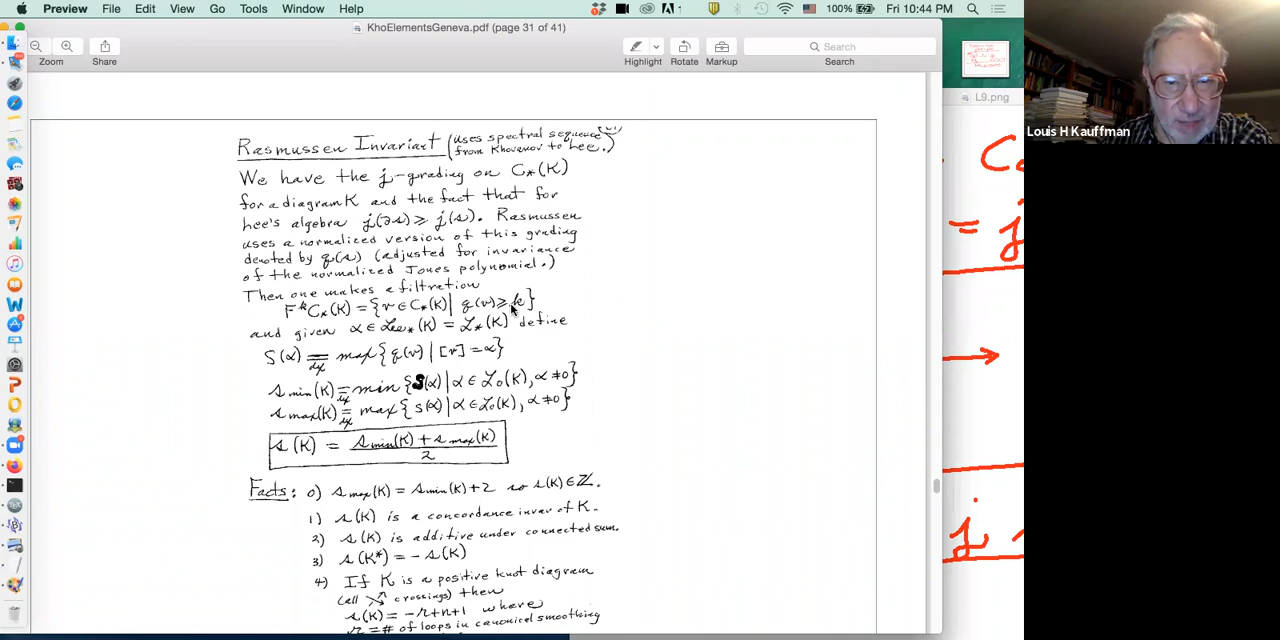 Preview File Edit View Go Tools Window Help
100% Fri 10:44 PM
KhoElementsGeneva.pdf (page 31 of 41)
Zoom Share Highlight Rotate Markup Search
Search
L9.png
Louis H Kauffman
Rasmussen Invariant (uses spectral sequence
from Khovanov to Lee.)
We have the j-grading on C*(K)
for a diagram K and the fact that for
Lee's algebra j(∂s) ≥ j(s). Rasmussen
uses a normalized version of this grading
denoted by q(s) (adjusted for invariance
of the normalized Jones polynomial.)
Then one makes a filtration
F^k C*(K) = {v ∈ C*(K) | q(v) ≥ k}
and given α ∈ Lee*(K) = L*(K) define
S(α) = max{q(v) | [v] = α}
s min(K) = min {S(α) | α ∈ L0(K), α ≠ 0}
s max(K) = max {s(α) | α ∈ L0(K), α ≠ 0}
s(K) = s min(K) + s max(K)
2
Facts: 0) s max(K) = s min(K) + 2 so s(K) ∈ Z.
1) s(K) is a concordance invar of K.
2) s(K) is additive under connected sum.
3) s(K*) = - s(K)
4) If K is a positive knot diagram
(all crossings) then
s(K) = -r+n+1 where
r = # of loops in canonical smoothing